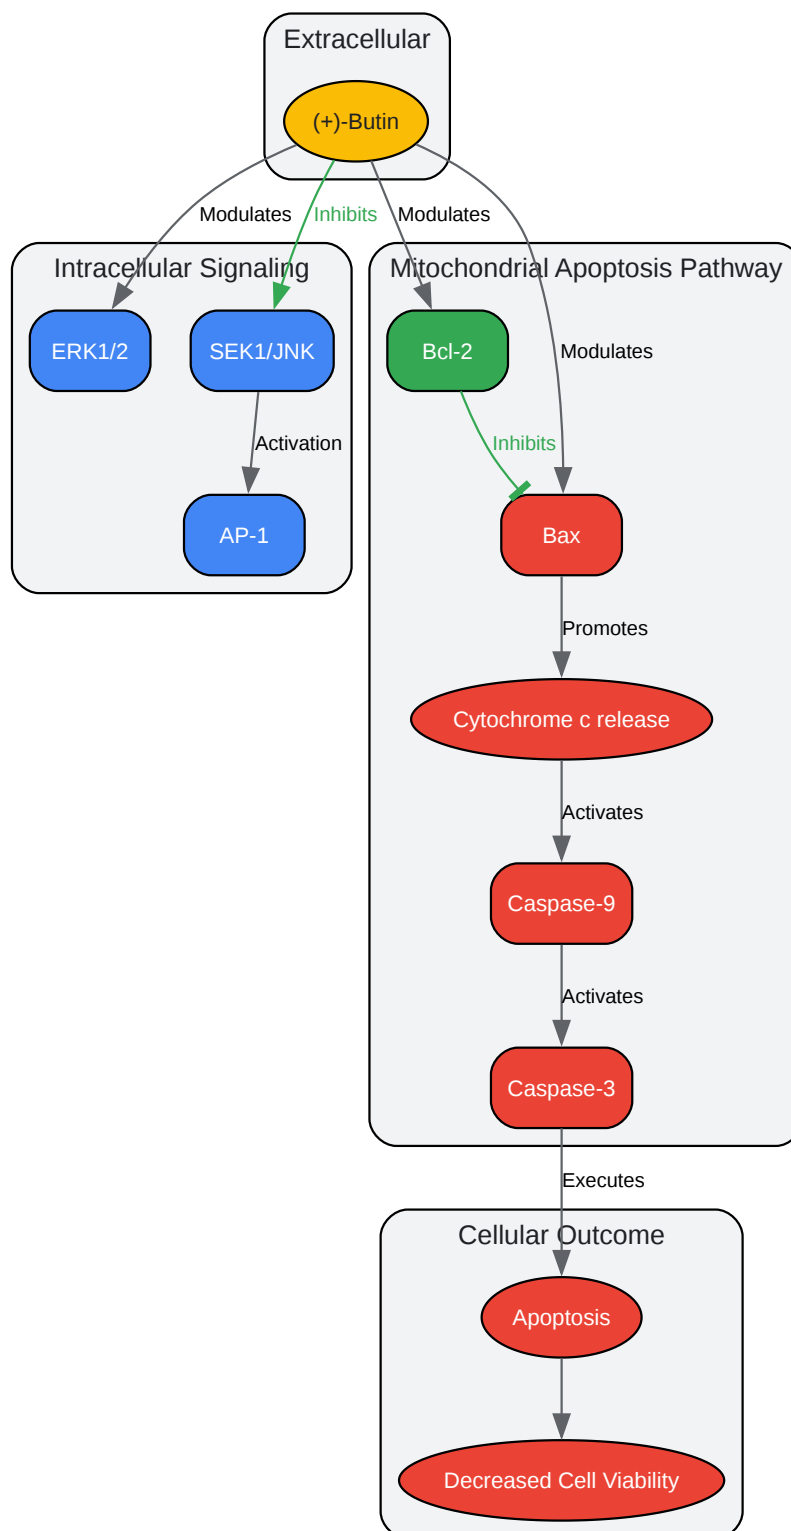 Extracellular
(+)-Butin
Modulates
Inhibits
Modulates
Intracellular Signaling
Mitochondrial Apoptosis Pathway
ERK1/2
SEK1/JNK
Bcl-2
Modulates
Activation
Inhibits
AP-1
Bax
Promotes
Cytochrome c release
Activates
Caspase-9
Activates
Caspase-3
Executes
Cellular Outcome
Apoptosis
Decreased Cell Viability